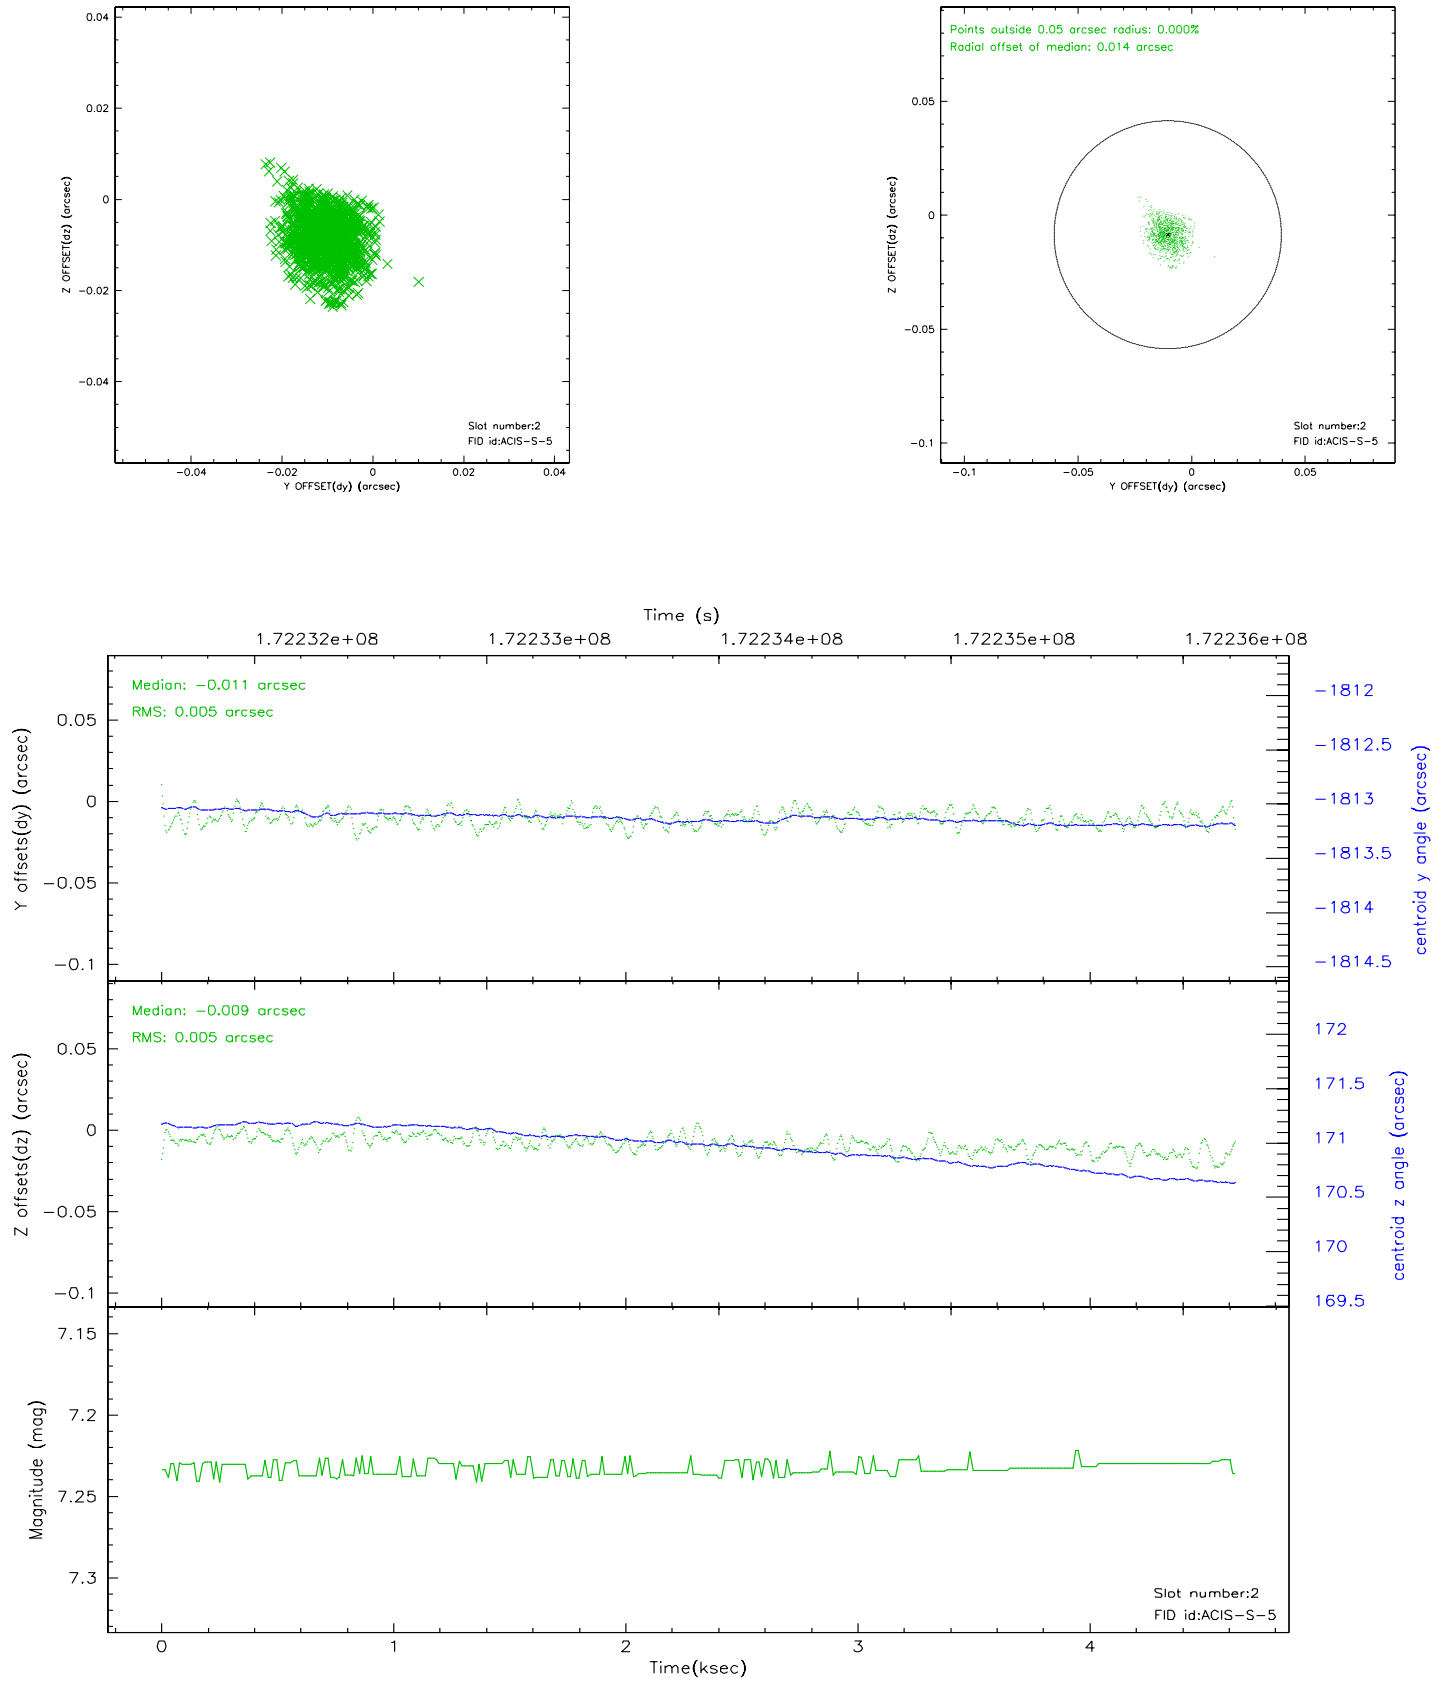 0.04
0.02
0
−0.02
−0.04
Z OFFSET(dz) (arcsec)
Slot number:2
FID id:ACIS−S−5
−0.04
−0.02
0
0.02
0.04
Y OFFSET(dy) (arcsec)
Points outside 0.05 arcsec radius: 0.000%
Radial offset of median: 0.014 arcsec
0.05
0
−0.05
−0.1
Z OFFSET(dz) (arcsec)
Slot number:2
FID id:ACIS−S−5
−0.1
−0.05
0
0.05
Y OFFSET(dy) (arcsec)
Time (s)
1.72232e+08
1.72233e+08
1.72234e+08
1.72235e+08
1.72236e+08
Median: −0.011 arcsec
RMS: 0.005 arcsec
0.05
0
−0.05
−0.1
Y offsets(dy) (arcsec)
−1812
−1812.5
−1813
−1813.5
−1814
−1814.5
centroid y angle (arcsec)
Median: −0.009 arcsec
RMS: 0.005 arcsec
0.05
0
−0.05
−0.1
Z offsets(dz) (arcsec)
172
171.5
171
170.5
170
169.5
centroid z angle (arcsec)
7.15
7.2
7.25
7.3
Magnitude (mag)
Slot number:2
FID id:ACIS−S−5
0
1
2
3
4
Time(ksec)